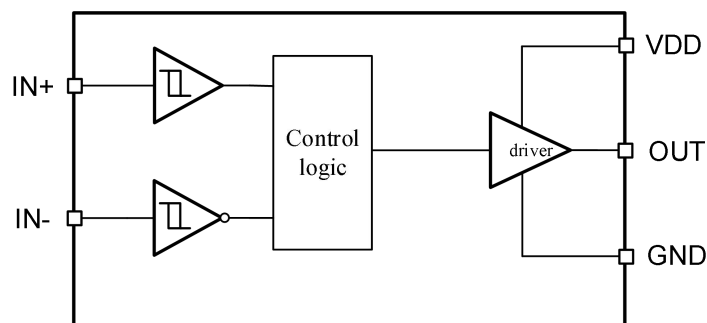 VDD
IN+
Control
logic
driver
OUT
IN-
GND